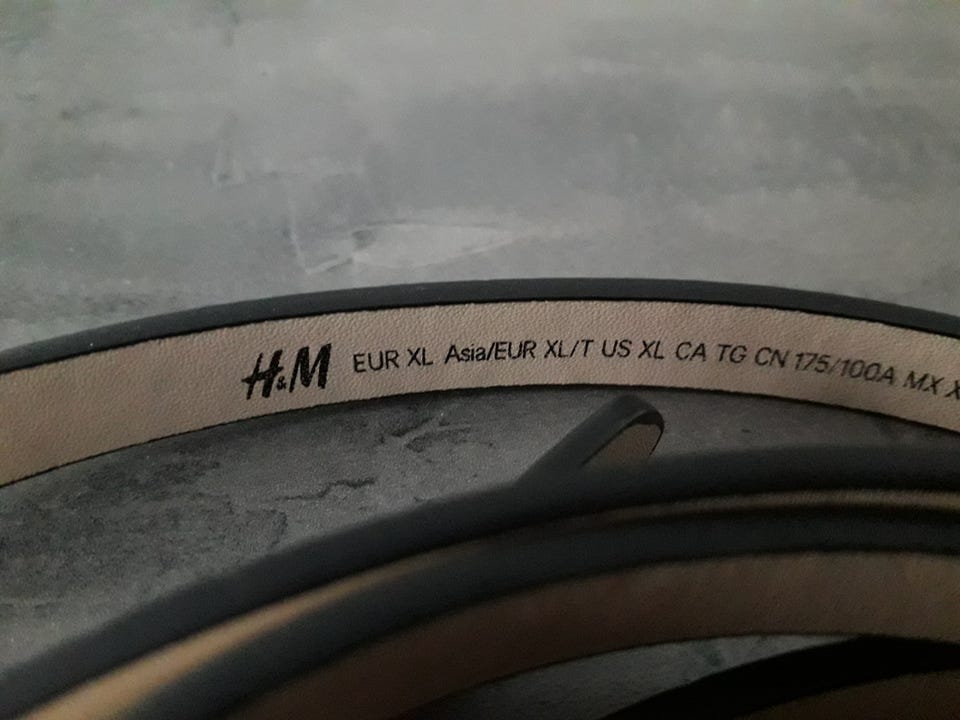 H&M EUR XL Asia/EUR XL/T US XL CA TG CN 175/100A MX